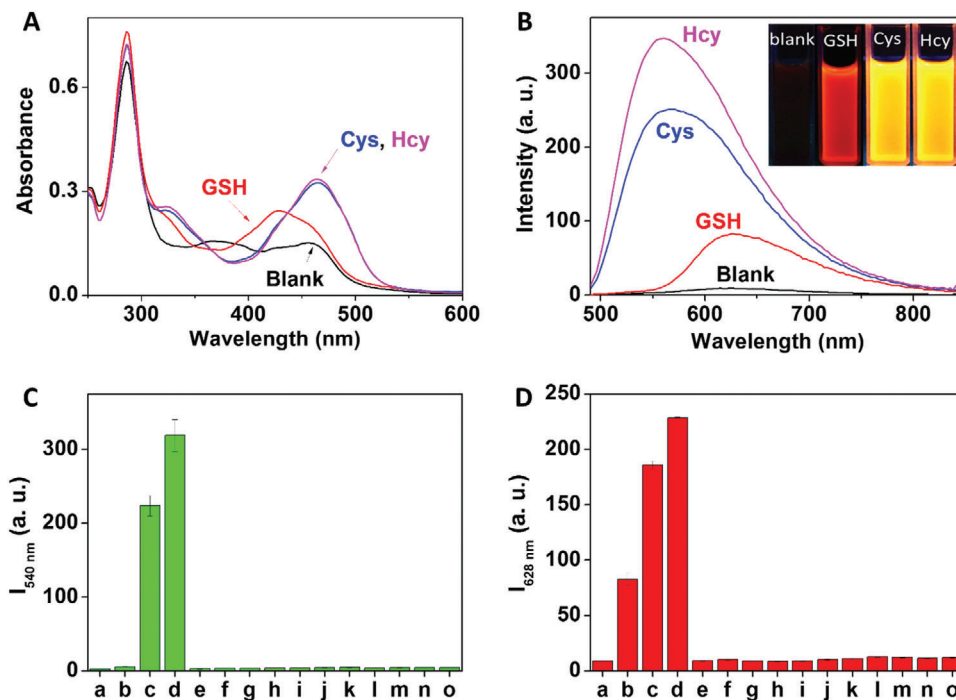 A
0.6
0.3
0.0
Absorbance
Cys, Hcy
GSH
Blank
300
400
500
600
Wavelength (nm)
B
300
200
100
0
Intensity (a. u.)
Hcy
Cys
GSH
Blank
blank
GSH
Cys
Hcy
500
600
700
800
Wavelength (nm)
C
300
200
100
0
I540 nm (a. u.)
a b c d e f g h i j k l m n o
D
250
200
150
100
50
0
I628 nm (a. u.)
a b c d e f g h i j k l m n o